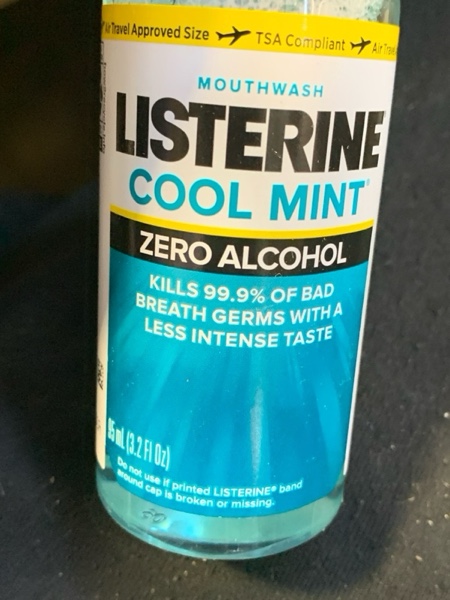 Air Travel Approved Size TSA Compliant Air Travel
MOUTHWASH
LISTERINE
COOL MINT®
ZERO ALCOHOL
KILLS 99.9% OF BAD
BREATH GERMS WITH A
LESS INTENSE TASTE
95 mL (3.2 Fl Oz)
Do not use if printed LISTERINE® band
around cap is broken or missing.